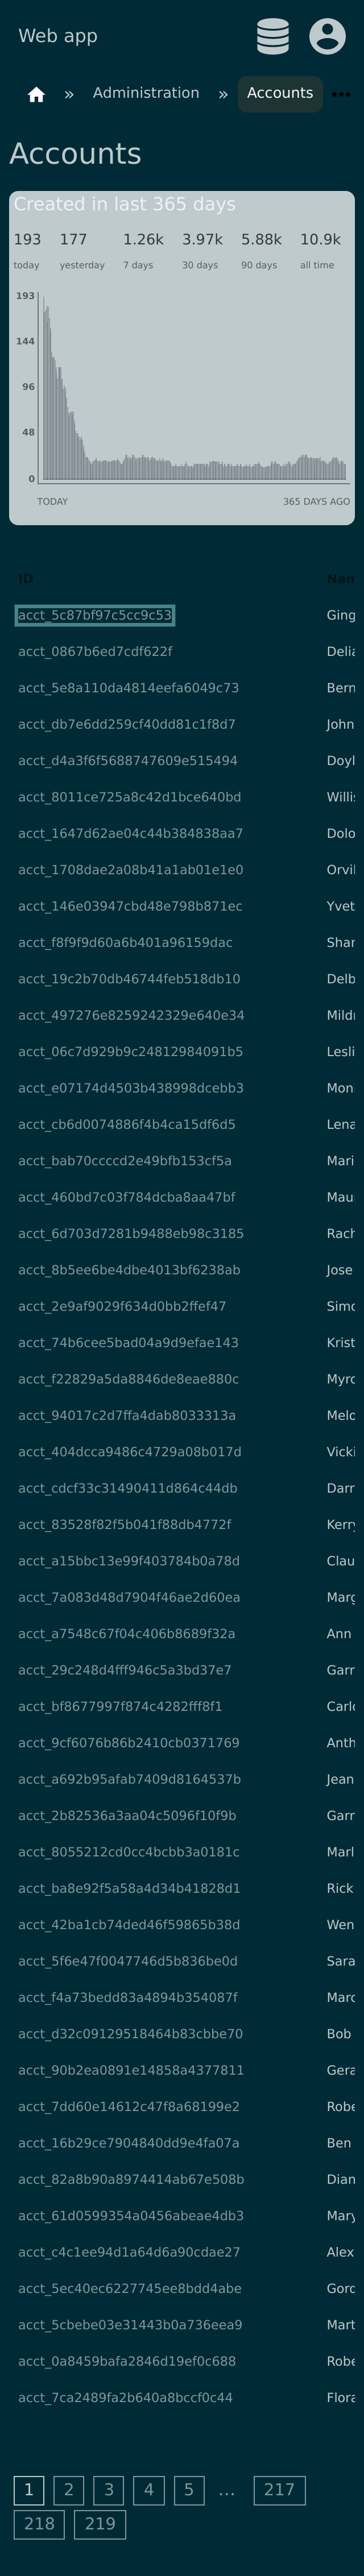 Web app
» Administration » Accounts •••
Accounts
Created in last 365 days
193 177 1.26k 3.97k 5.88k 10.9k
today yesterday 7 days 30 days 90 days all time
193
144
96
48
0
TODAY 365 DAYS AGO
ID Nam
acct_5c87bf97c5cc9c53 Ging
acct_0867b6ed7cdf622f Delia
acct_5e8a110da4814eefa6049c73 Bern
acct_db7e6dd259cf40dd81c1f8d7 John
acct_d4a3f6f5688747609e515494 Doyl
acct_8011ce725a8c42d1bce640bd Willi
acct_1647d62ae04c44b384838aa7 Dolo
acct_1708dae2a08b41a1ab01e1e0 Orvil
acct_146e03947cbd48e798b871ec Yvet
acct_f8f9f9d60a6b401a96159dac Shar
acct_19c2b70db46744feb518db10 Delb
acct_497276e8259242329e640e34 Mildr
acct_06c7d929b9c24812984091b5 Lesli
acct_e07174d4503b438998dcebb3 Mon
acct_cb6d0074886f4b4ca15df6d5 Lena
acct_bab70ccccd2e49bfb153cf5a Mari
acct_460bd7c03f784dcba8aa47bf Mau
acct_6d703d7281b9488eb98c3185 Rach
acct_8b5ee6be4dbe4013bf6238ab Jose
acct_2e9af9029f634d0bb2ffef47 Simo
acct_74b6cee5bad04a9d9efae143 Krist
acct_f22829a5da8846de8eae880c Myro
acct_94017c2d7ffa4dab8033313a Melo
acct_404dcca9486c4729a08b017d Vicki
acct_cdcf33c31490411d864c44db Darr
acct_83528f82f5b041f88db4772f Kerry
acct_a15bbc13e99f403784b0a78d Clau
acct_7a083d48d7904f46ae2d60ea Marg
acct_a7548c67f04c406b8689f32a Ann
acct_29c248d4fff946c5a3bd37e7 Garr
acct_bf8677997f874c4282fff8f1 Carlo
acct_9cf6076b86b2410cb0371769 Anth
acct_a692b95afab7409d8164537b Jean
acct_2b82536a3aa04c5096f10f9b Garr
acct_8055212cd0cc4bcbb3a0181c Marl
acct_ba8e92f5a58a4d34b41828d1 Rick
acct_42ba1cb74ded46f59865b38d Wen
acct_5f6e47f0047746d5b836be0d Sara
acct_f4a73bedd83a4894b354087f Marc
acct_d32c09129518464b83cbbe70 Bob
acct_90b2ea0891e14858a4377811 Gera
acct_7dd60e14612c47f8a68199e2 Robe
acct_16b29ce7904840dd9e4fa07a Ben
acct_82a8b90a8974414ab67e508b Dian
acct_61d0599354a0456abeae4db3 Mary
acct_c4c1ee94d1a64d6a90cdae27 Alex
acct_5ec40ec6227745ee8bdd4abe Gord
acct_5cbebe03e31443b0a736eea9 Mart
acct_0a8459bafa2846d19ef0c688 Robe
acct_7ca2489fa2b640a8bccf0c44 Flora
1 2 3 4 5 … 217
218 219